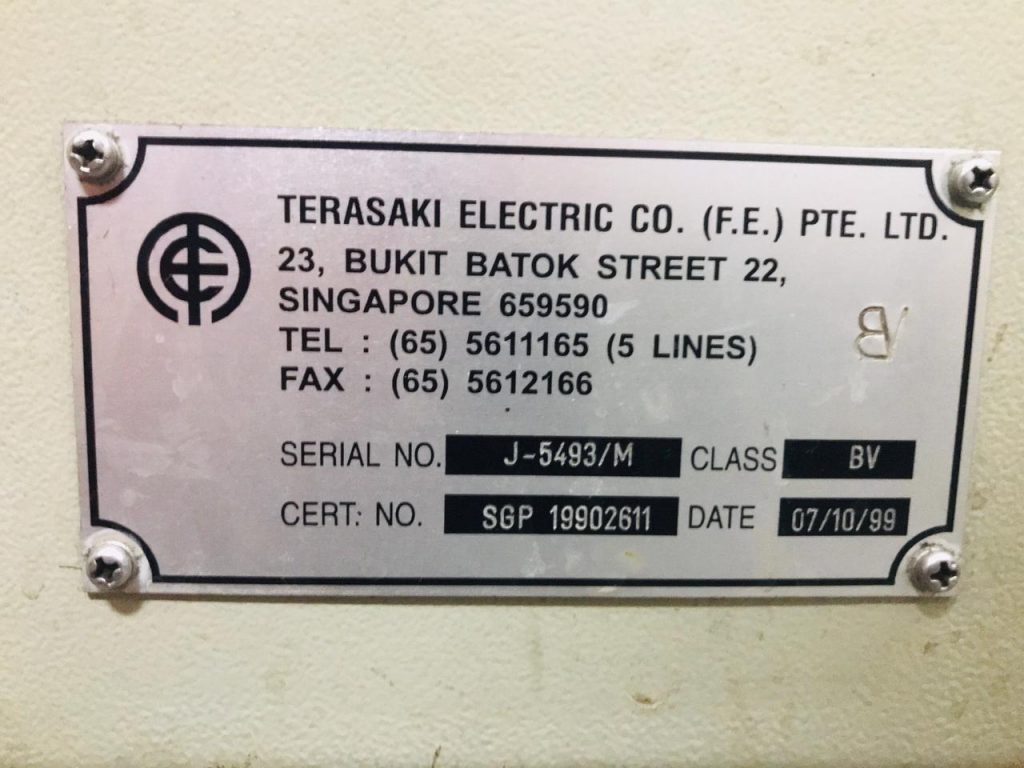 TERASAKI ELECTRIC CO. (F.E.) PTE. LTD.
23, BUKIT BATOK STREET 22,
SINGAPORE 659590
TEL : (65) 5611165 (5 LINES)
FAX : (65) 5612166
BV
SERIAL NO. J-5493/M CLASS BV
CERT. NO. SGP 19902611 DATE 07/10/99